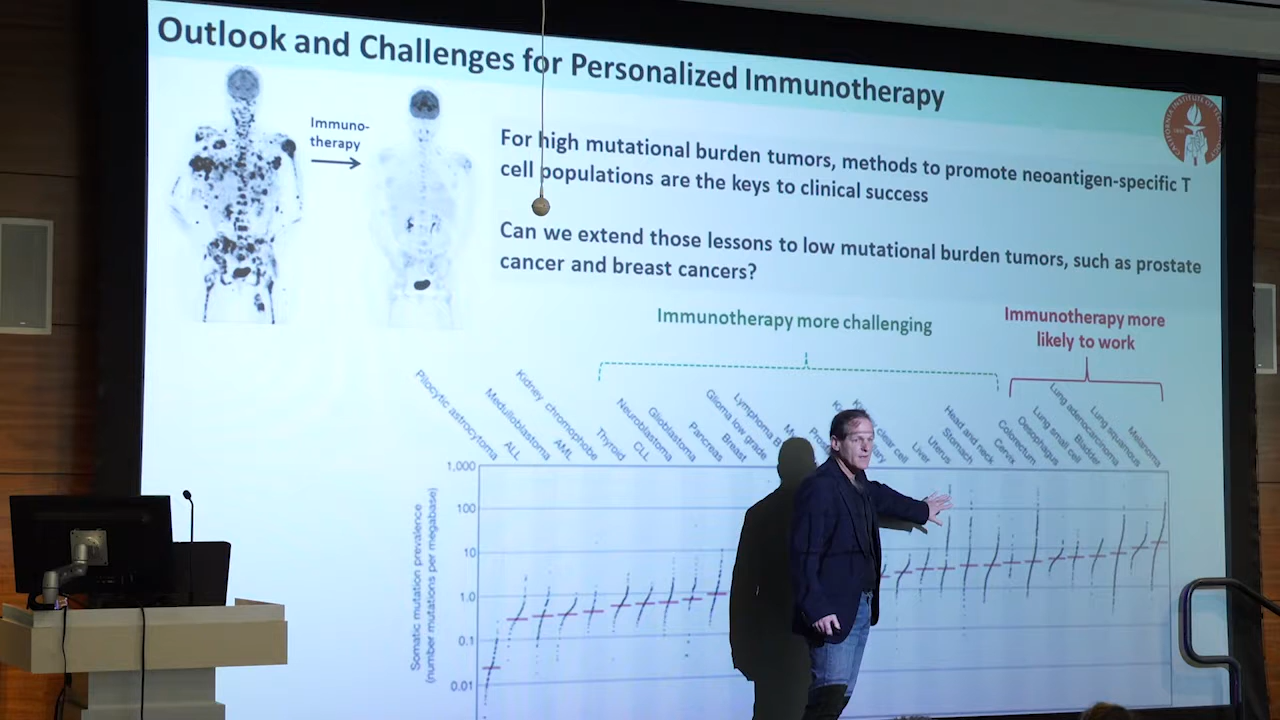 Outlook and Challenges for Personalized Immunotherapy
Immuno-
therapy
For high mutational burden tumors, methods to promote neoantigen-specific T
cell populations are the keys to clinical success
Can we extend those lessons to low mutational burden tumors, such as prostate
cancer and breast cancers?
Immunotherapy more challenging
Immunotherapy more
likely to work
Pilocytic astrocytoma
ALL
Medulloblastoma
AML
Kidney chromophobe
Thyroid
CLL
Neuroblastoma
Glioblastoma
Pancreas
Breast
Glioma low grade
Lymphoma B
clear cell
Liver
Uterus
Stomach
Head and neck
Cervix
Colorectum
Oesophagus
Lung small cell
Bladder
Lung adenocarcinoma
Lung squamous
Melanoma
Somatic mutation prevalence
(number mutations per megabase)
1,000
100
10
1.0
0.1
0.01